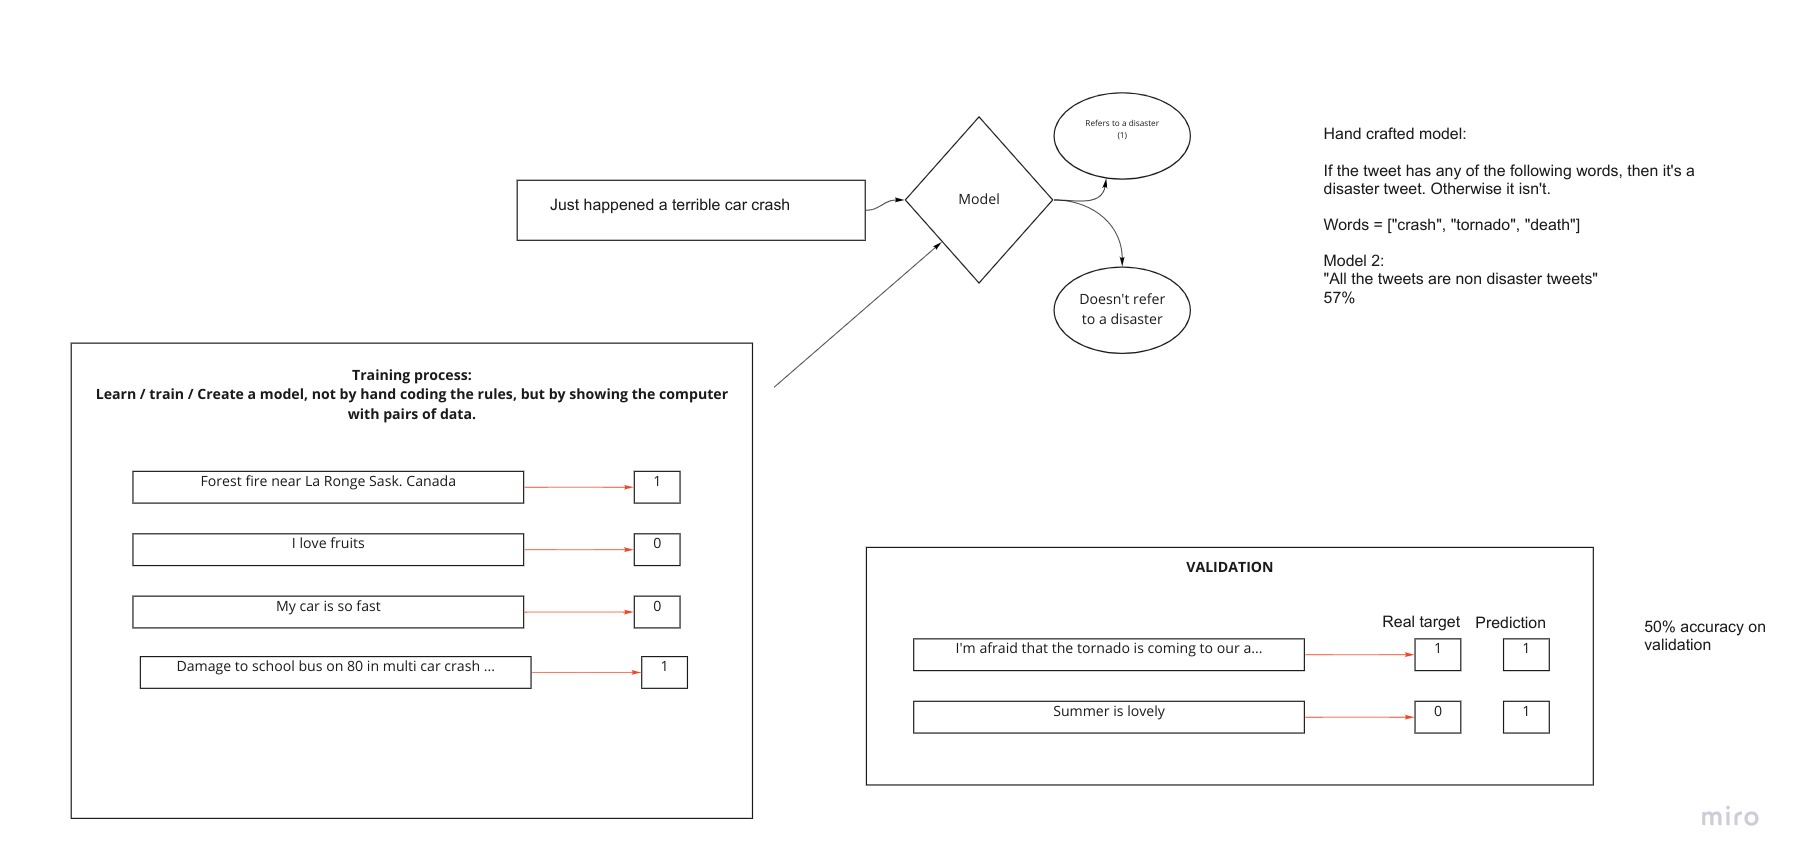 Refers to a disaster
(1)
Just happened a terrible car crash
Model
Doesn't refer
to a disaster
Hand crafted model:
If the tweet has any of the following words, then it's a
disaster tweet. Otherwise it isn't.
Words = ["crash", "tornado", "death"]
Model 2:
"All the tweets are non disaster tweets"
57%
Training process:
Learn / train / Create a model, not by hand coding the rules, but by showing the computer
with pairs of data.
Forest fire near La Ronge Sask. Canada
1
I love fruits
0
My car is so fast
0
Damage to school bus on 80 in multi car crash ...
1
VALIDATION
Real target
Prediction
I'm afraid that the tornado is coming to our a...
1
1
Summer is lovely
0
1
50% accuracy on
validation
miro